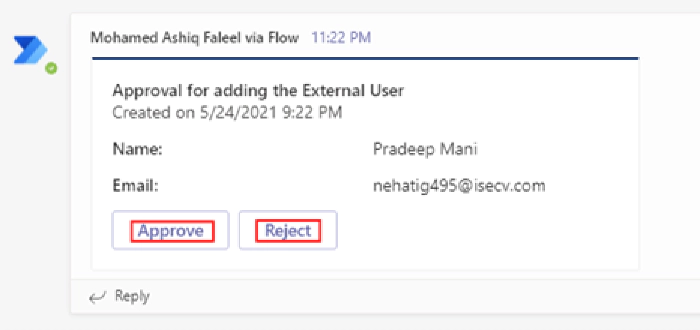 Mohamed Ashiq Faleel via Flow 11:22 PM
Approval for adding the External User
Created on 5/24/2021 9:22 PM
Name: Pradeep Mani
Email: nehatig495@isecv.com
Approve Reject
Reply